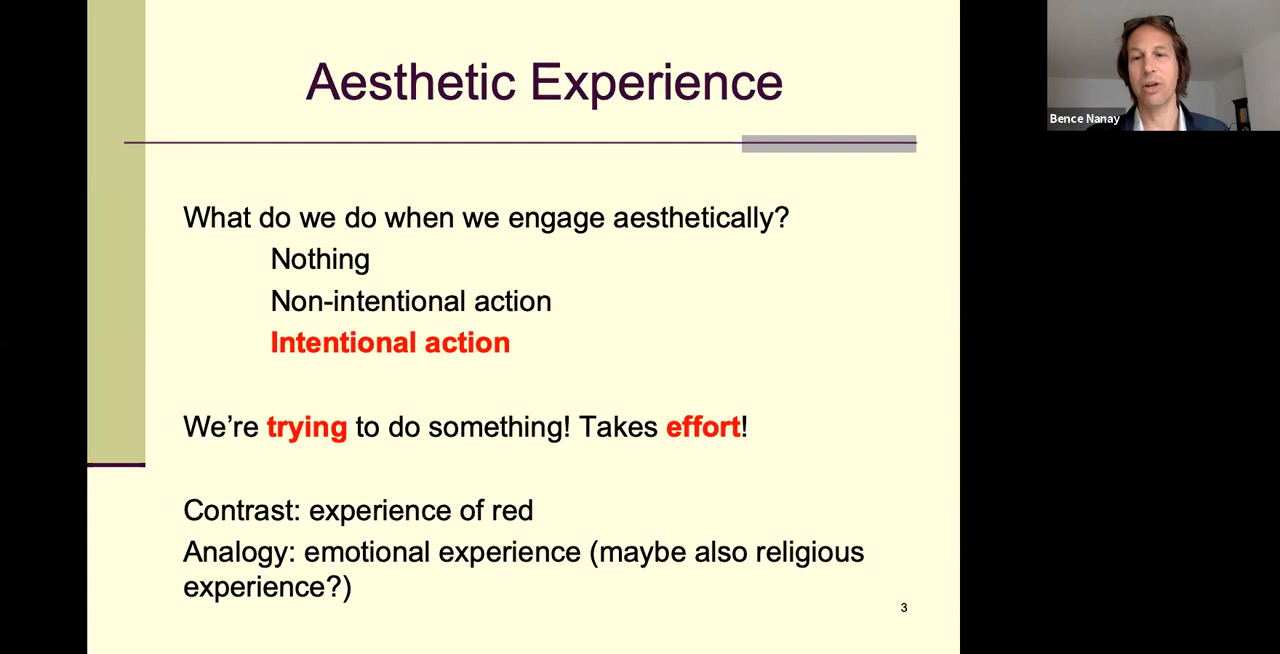 Aesthetic Experience
What do we do when we engage aesthetically?
Nothing
Non-intentional action
Intentional action
We’re trying to do something! Takes effort!
Contrast: experience of red
Analogy: emotional experience (maybe also religious
experience?)
3
Bence Nanay